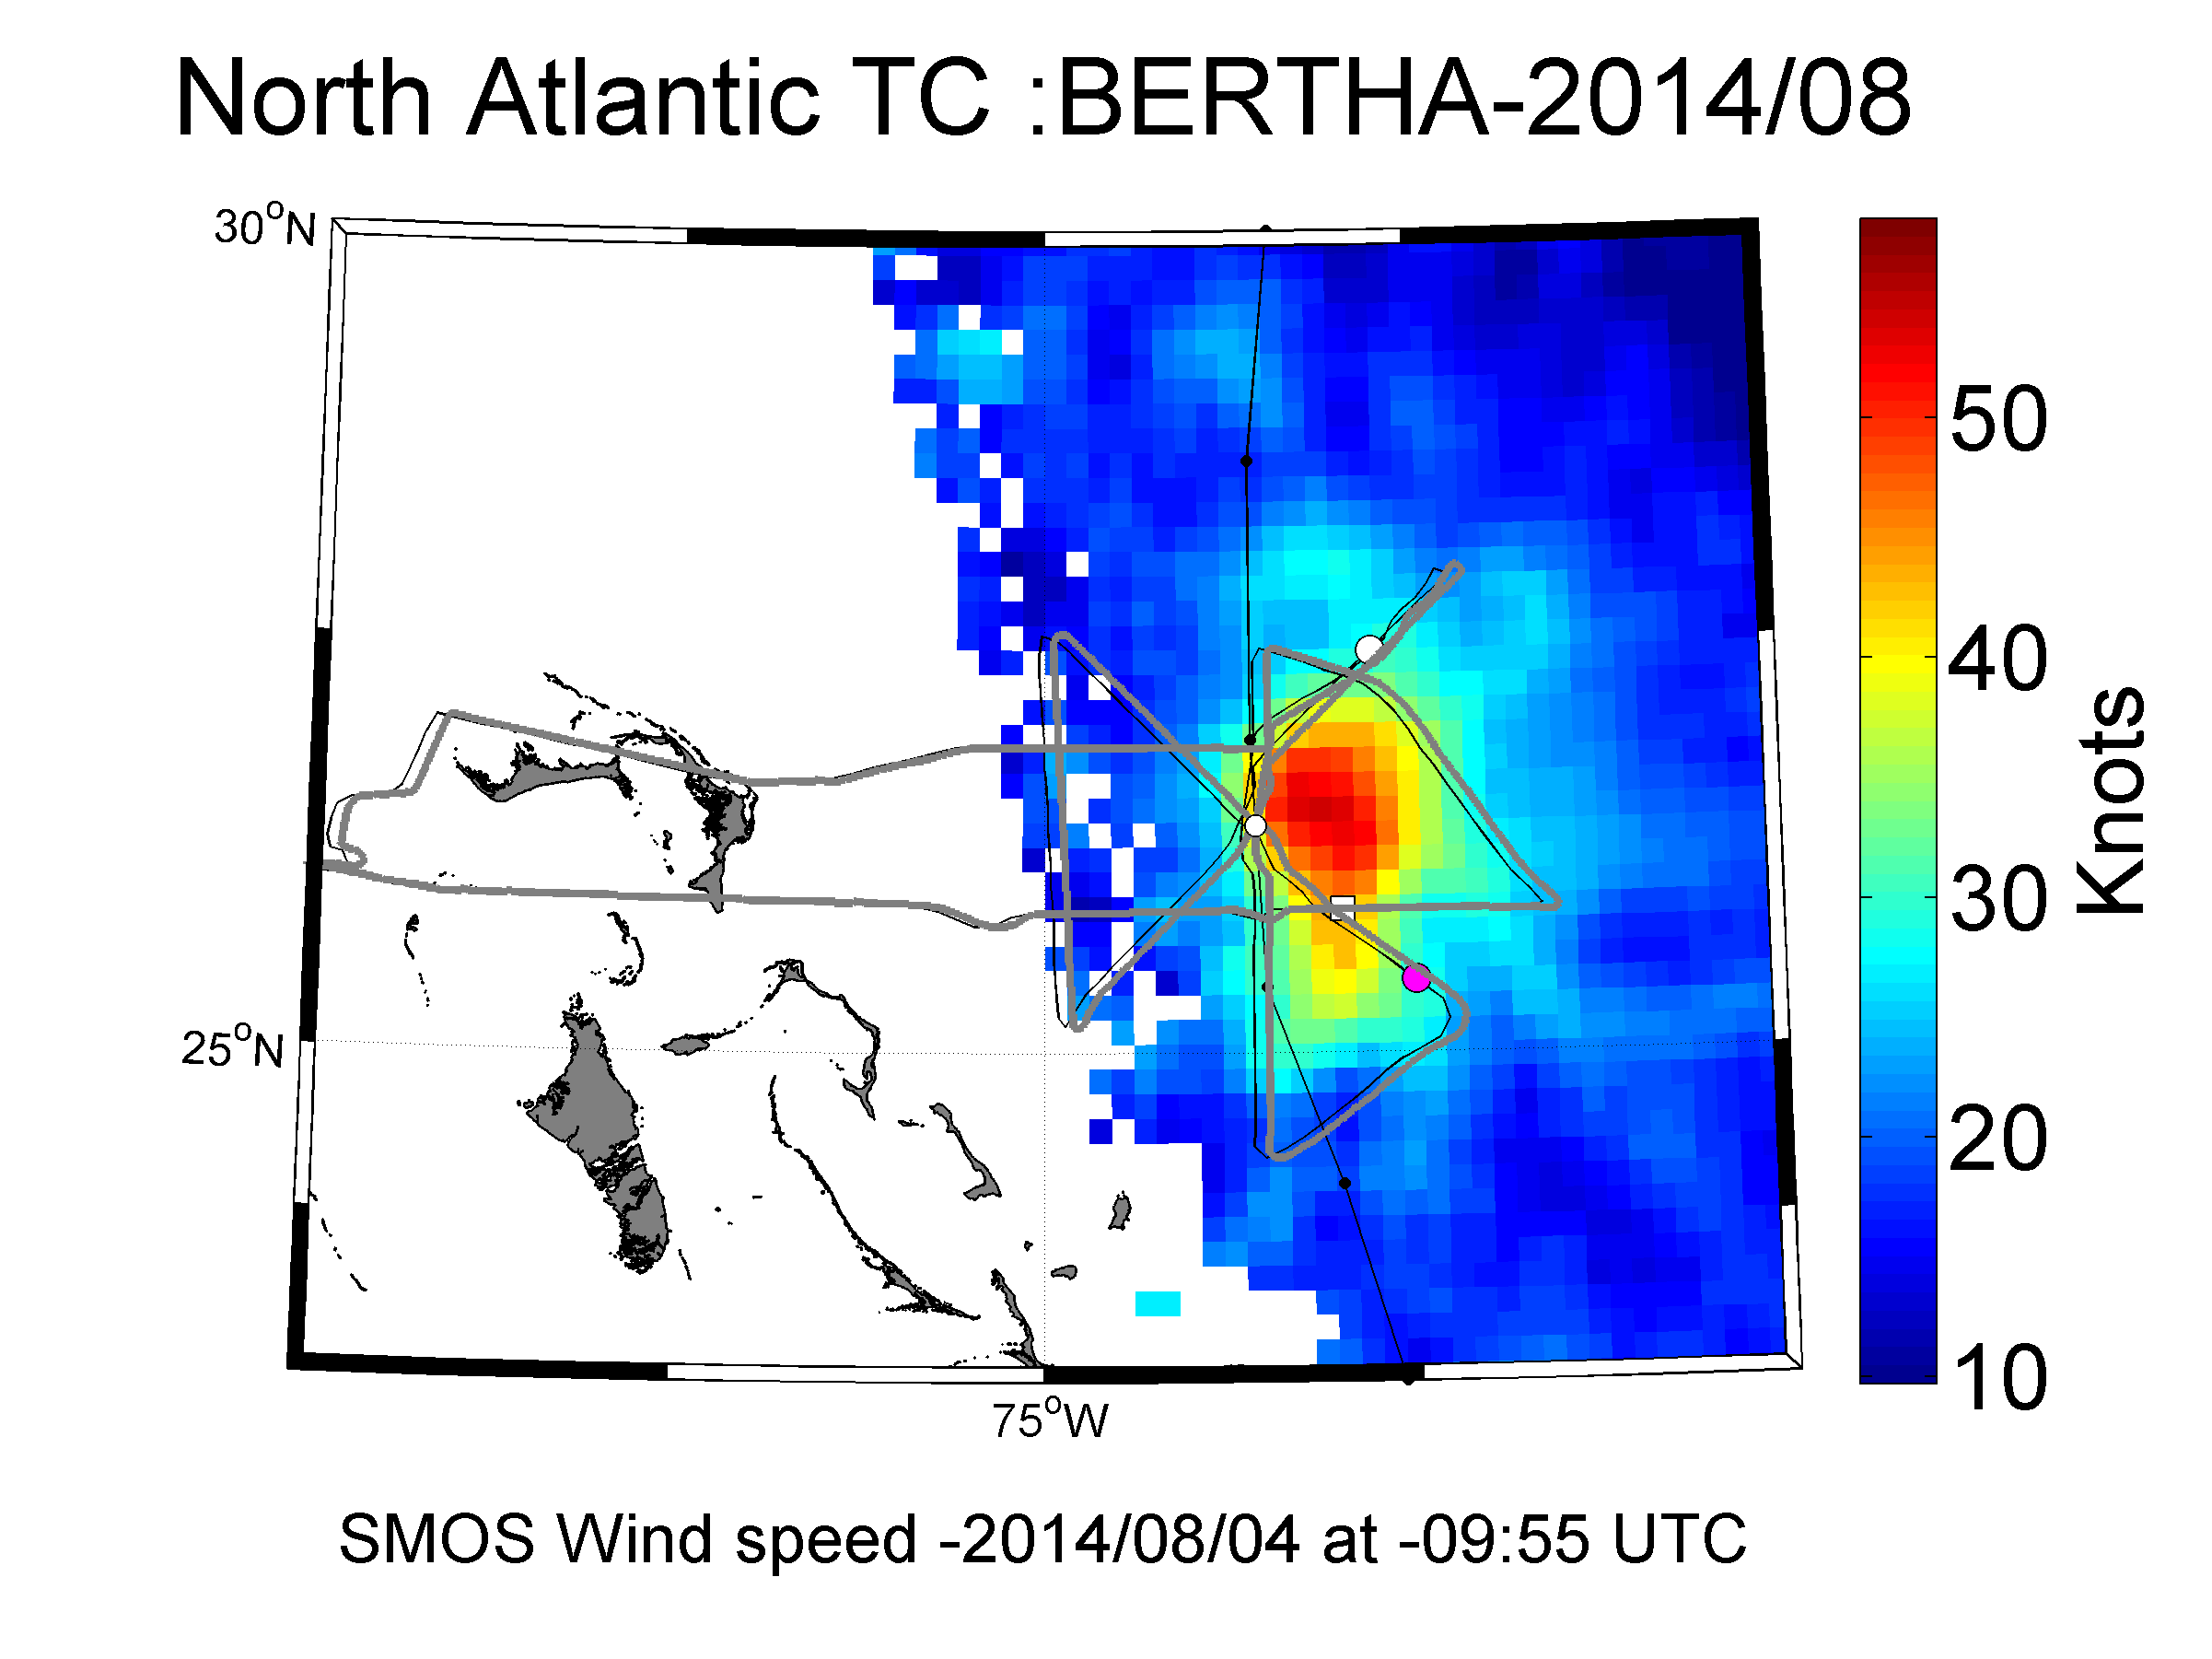 North Atlantic TC :BERTHA-2014/08
30°N
25°N
75°W
50
40
30
20
10
Knots
SMOS Wind speed -2014/08/04 at -09:55 UTC